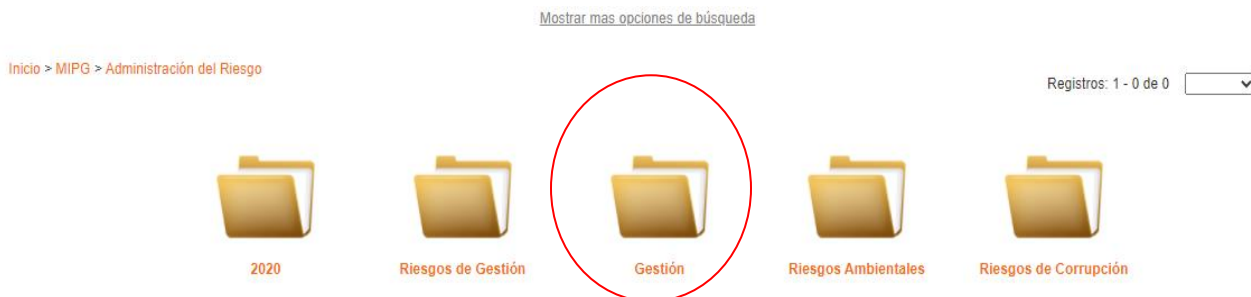 Mostrar mas opciones de búsqueda
Inicio > MIPG > Administración del Riesgo
Registros: 1 - 0 de 0
2020
Riesgos de Gestión
Gestión
Riesgos Ambientales
Riesgos de Corrupción